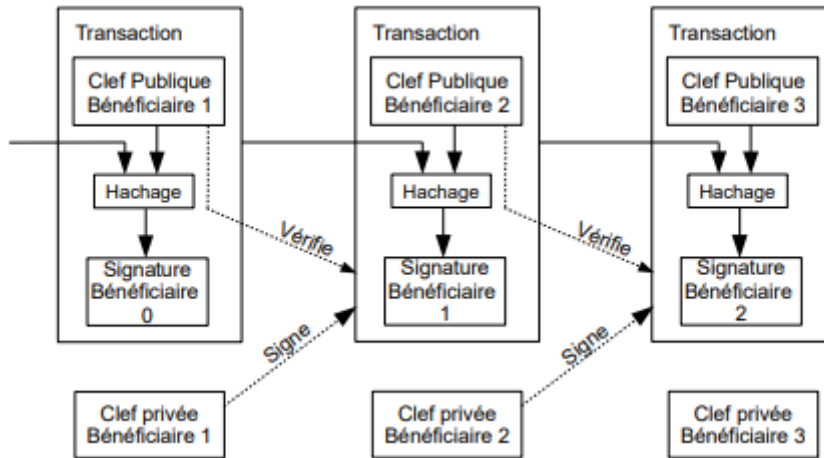 Transaction
Clef Publique
Bénéficiaire 1
Hachage
Signature
Bénéficiaire
0
Vérifie
Signe
Clef privée
Bénéficiaire 1
Transaction
Clef Publique
Bénéficiaire 2
Hachage
Signature
Bénéficiaire
1
Vérifie
Signe
Clef privée
Bénéficiaire 2
Transaction
Clef Publique
Bénéficiaire 3
Hachage
Signature
Bénéficiaire
2
Clef privée
Bénéficiaire 3